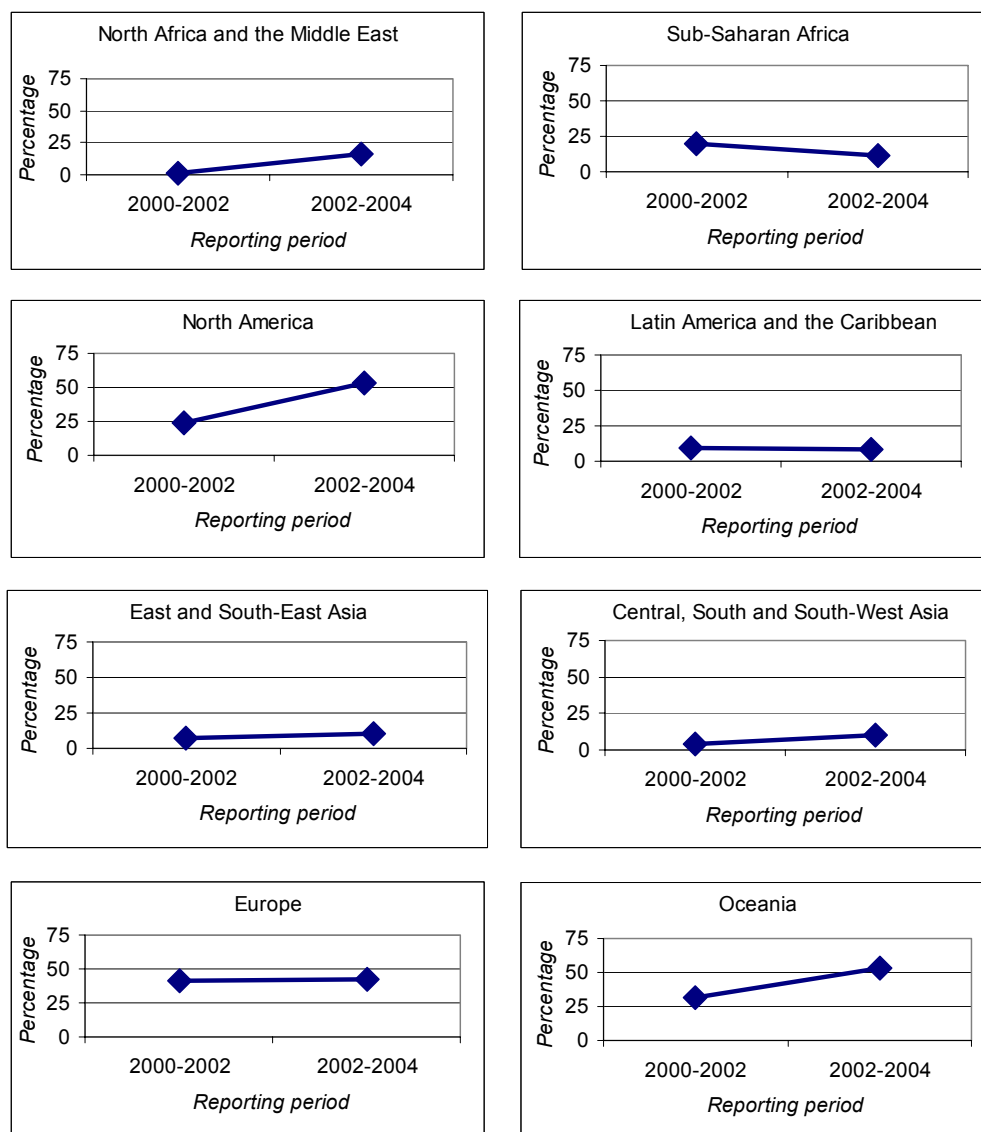 North Africa and the Middle East
Percentage
75
50
25
0
2000-2002 2002-2004
Reporting period
Sub-Saharan Africa
Percentage
75
50
25
0
2000-2002 2002-2004
Reporting period
North America
Percentage
75
50
25
0
2000-2002 2002-2004
Reporting period
Latin America and the Caribbean
Percentage
75
50
25
0
2000-2002 2002-2004
Reporting period
East and South-East Asia
Percentage
75
50
25
0
2000-2002 2002-2004
Reporting period
Central, South and South-West Asia
Percentage
75
50
25
0
2000-2002 2002-2004
Reporting period
Europe
Percentage
75
50
25
0
2000-2002 2002-2004
Reporting period
Oceania
Percentage
75
50
25
0
2000-2002 2002-2004
Reporting period